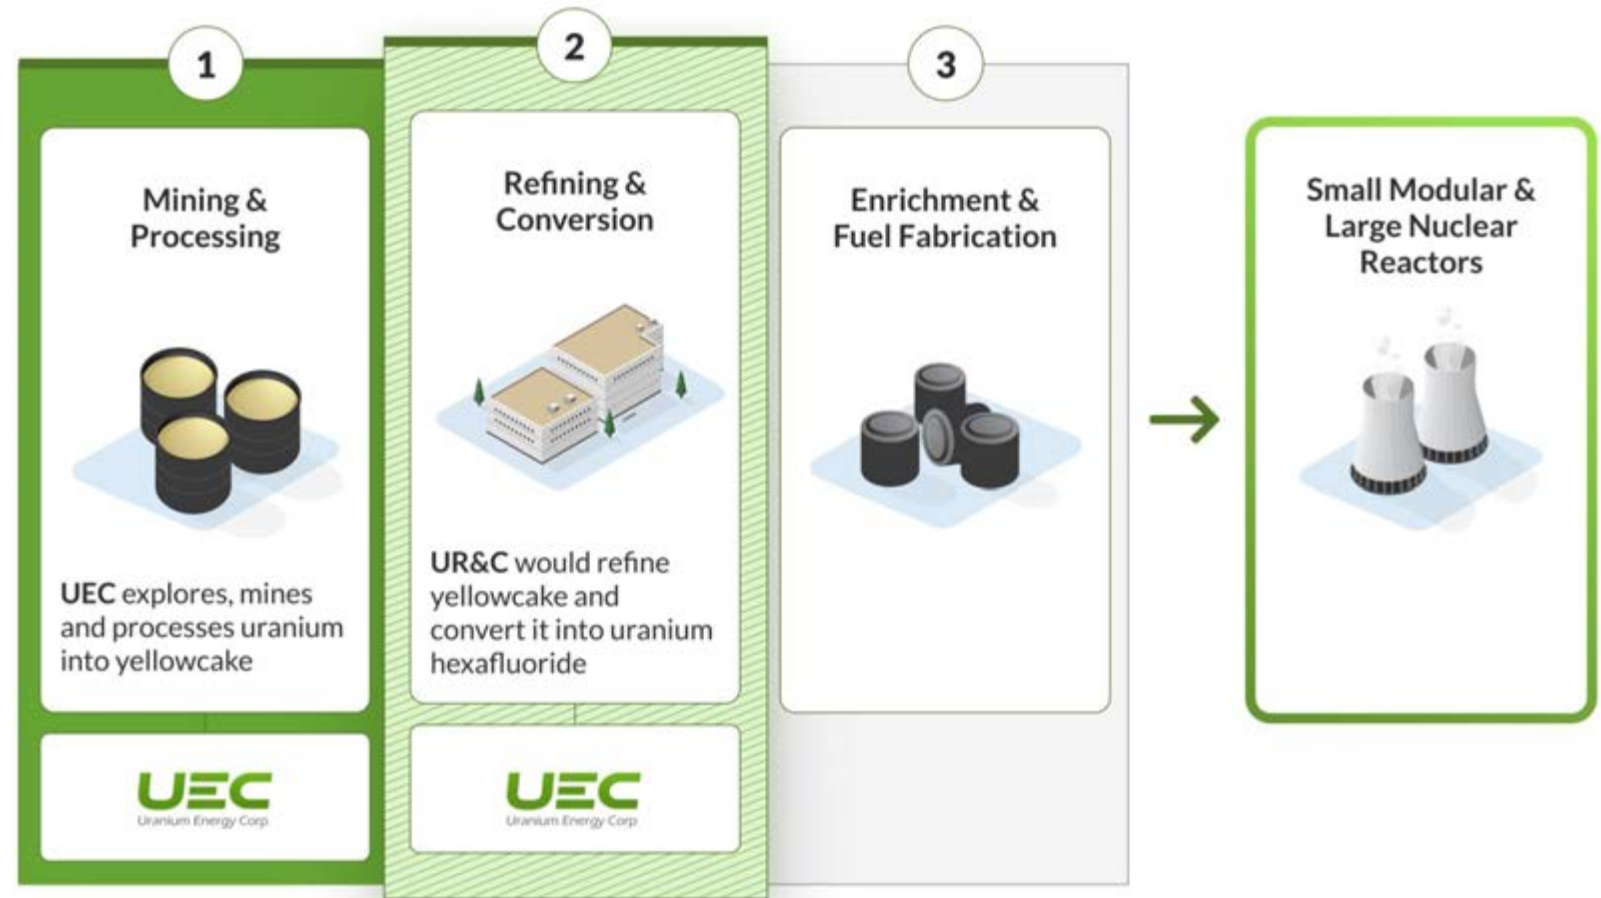 1
Mining &
Processing
UEC explores, mines
and processes uranium
into yellowcake
UEC
Uranium Energy Corp
2
Refining &
Conversion
UR&C would refine
yellowcake and
convert it into uranium
hexafluoride
UEC
Uranium Energy Corp
3
Enrichment &
Fuel Fabrication
Small Modular &
Large Nuclear
Reactors